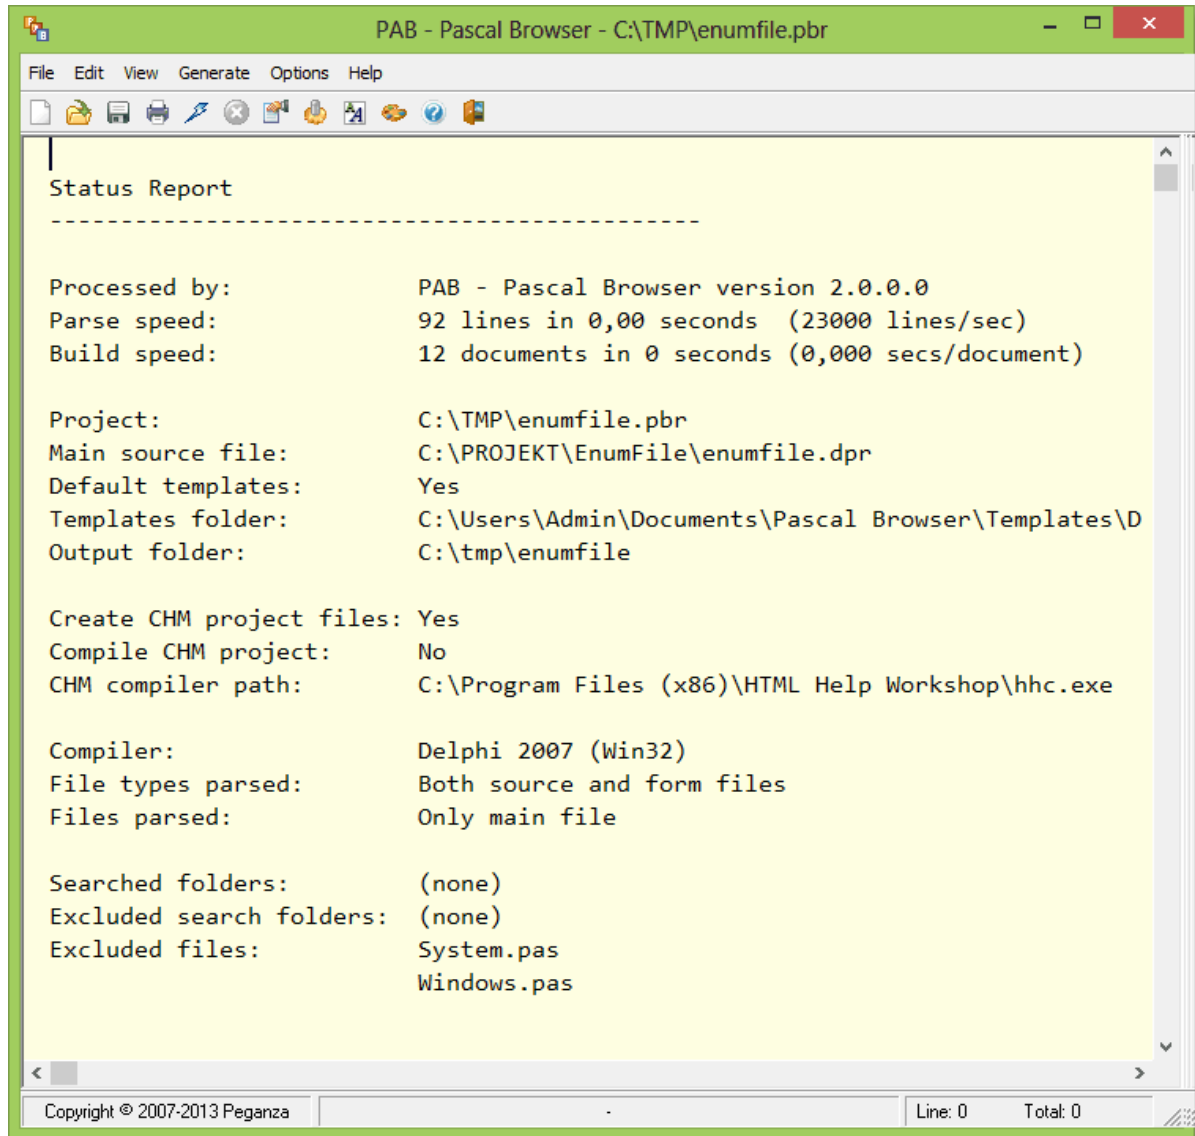 PAB - Pascal Browser - C:\TMP\enumfile.pbr
File Edit View Generate Options Help
Status Report
----------------------------------------------
Processed by: PAB - Pascal Browser version 2.0.0.0
Parse speed: 92 lines in 0,00 seconds (23000 lines/sec)
Build speed: 12 documents in 0 seconds (0,000 secs/document)
Project: C:\TMP\enumfile.pbr
Main source file: C:\PROJEKT\EnumFile\enumfile.dpr
Default templates: Yes
Templates folder: C:\Users\Admin\Documents\Pascal Browser\Templates\D
Output folder: C:\tmp\enumfile
Create CHM project files: Yes
Compile CHM project: No
CHM compiler path: C:\Program Files (x86)\HTML Help Workshop\hhc.exe
Compiler: Delphi 2007 (Win32)
File types parsed: Both source and form files
Files parsed: Only main file
Searched folders: (none)
Excluded search folders: (none)
Excluded files: System.pas
Windows.pas
Copyright © 2007-2013 Peganza - Line: 0 Total: 0